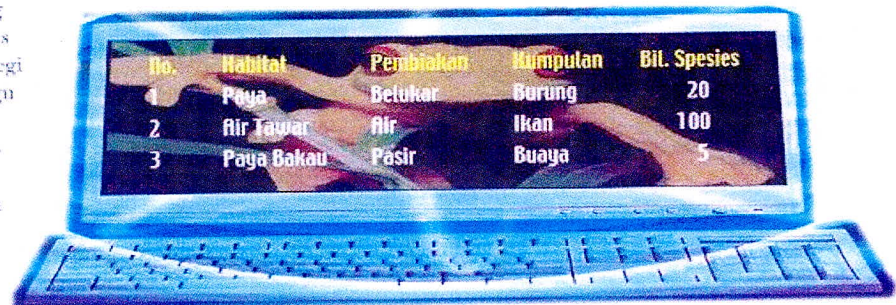 No. Habitat Pembiakan Kumpulan Bil. Spesies
1 Paya Belukar Burung 20
2 Air Tawar Air Ikan 100
3 Paya Bakau Pasir Buaya 5